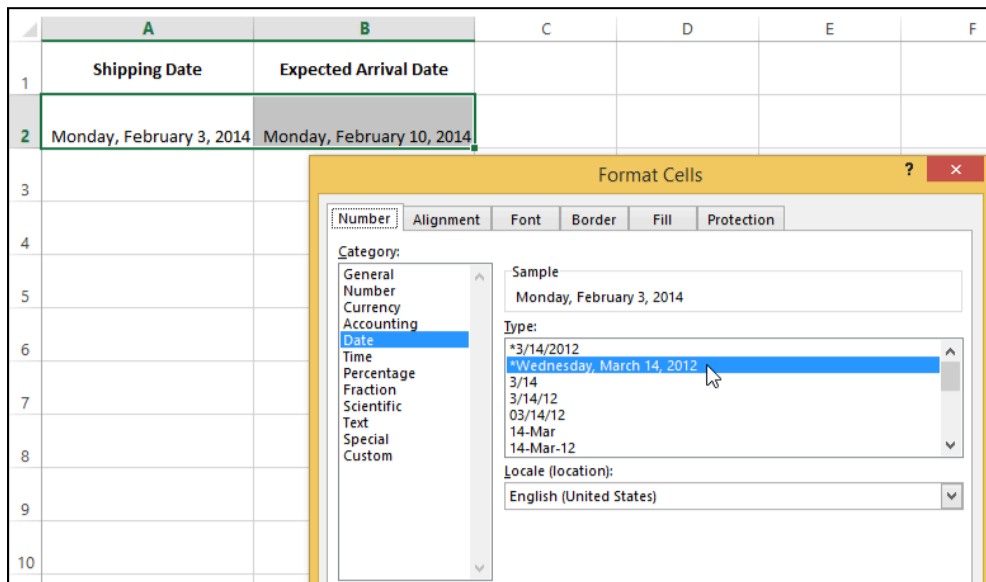 A B C D E F
1 Shipping Date Expected Arrival Date
2 Monday, February 3, 2014 Monday, February 10, 2014
3
4
5
6
7
8
9
10
Format Cells ? ×
Number Alignment Font Border Fill Protection
Category:
General
Number
Currency
Accounting
Date
Time
Percentage
Fraction
Scientific
Text
Special
Custom
Sample
Monday, February 3, 2014
Type:
*3/14/2012
*Wednesday, March 14, 2012
3/14
3/14/12
03/14/12
14-Mar
14-Mar-12
Locale (location):
English (United States)